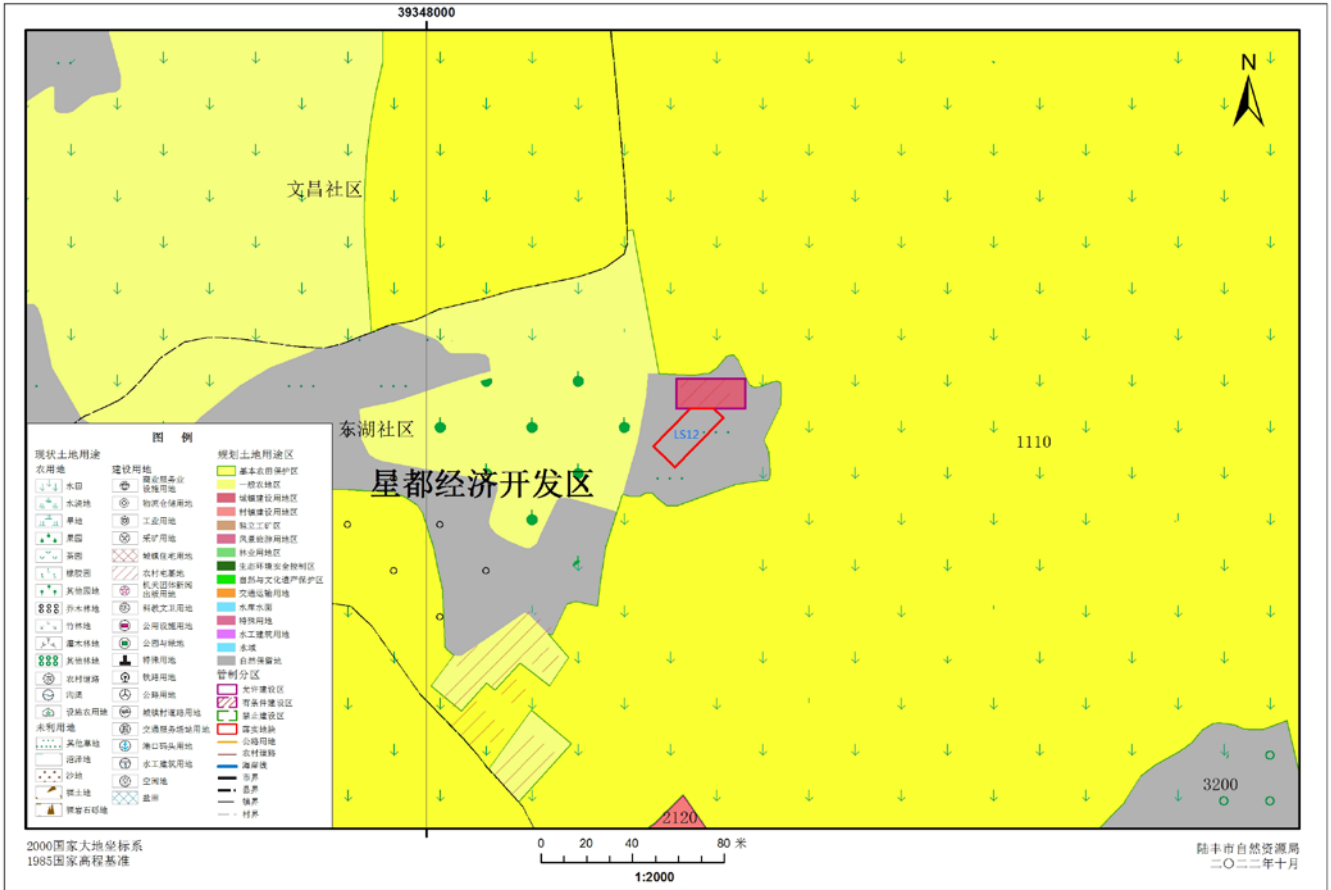 39348000
N
文昌社区
东湖社区
LS12
1110
星都经济开发区
3200
2120
图 例
现状土地用途
农用地
水田
水浇地
旱地
果园
茶园
橡胶园
其他园地
乔木林地
竹林地
灌木林地
其他林地
农村道路
沟渠
设施农用地
未利用地
其他草地
沼泽地
沙地
裸土地
裸岩石砾地
建设用地
商业服务业
设施用地
物流仓储用地
工业用地
采矿用地
城镇住宅用地
农村宅基地
机关团体新闻
出版用地
科教文卫用地
公用设施用地
公园与绿地
特殊用地
铁路用地
公路用地
城镇村道路用地
交通服务场站用地
港口码头用地
水工建筑用地
空闲地
盐田
规划土地用途区
基本农田保护区
一般农地区
城镇建设用地区
村镇建设用地区
独立工矿区
风景旅游用地区
林业用地区
生态环境安全控制区
自然与文化遗产保护区
交通运输用地
水库水面
特殊用地
水工建筑用地
水域
自然保留地
管制分区
允许建设区
有条件建设区
禁止建设区
落实地块
公路用地
农村道路
海岸线
市界
县界
镇界
村界
2000国家大地坐标系
1985国家高程基准
0 20 40 80 米
1:2000
陆丰市自然资源局
二〇二二年十月